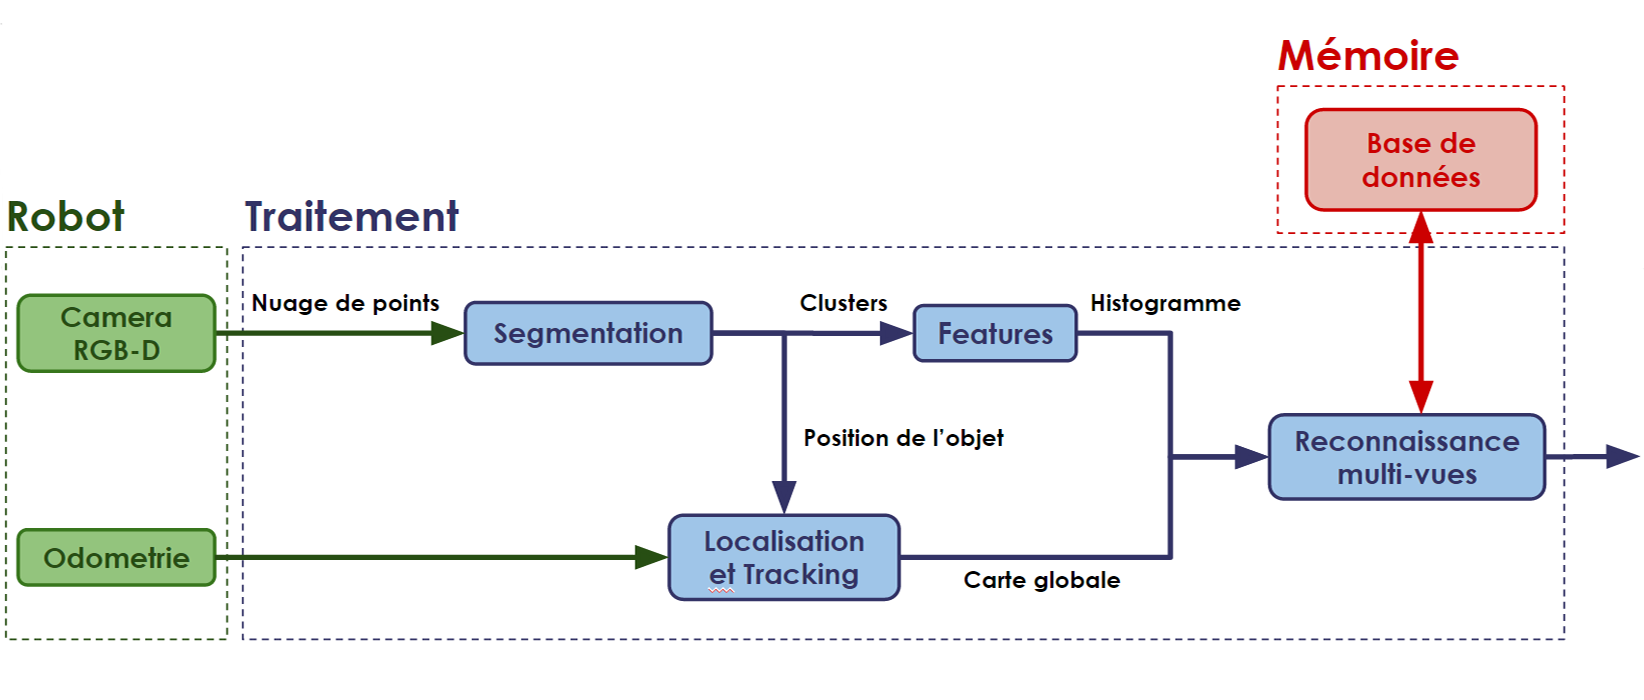 Mémoire
Base de
données
Robot
Traitement
Camera
RGB-D
Nuage de points
Segmentation
Clusters
Features
Histogramme
Position de l’objet
Reconnaissance
multi-vues
Odometrie
Localisation
et Tracking
Carte globale